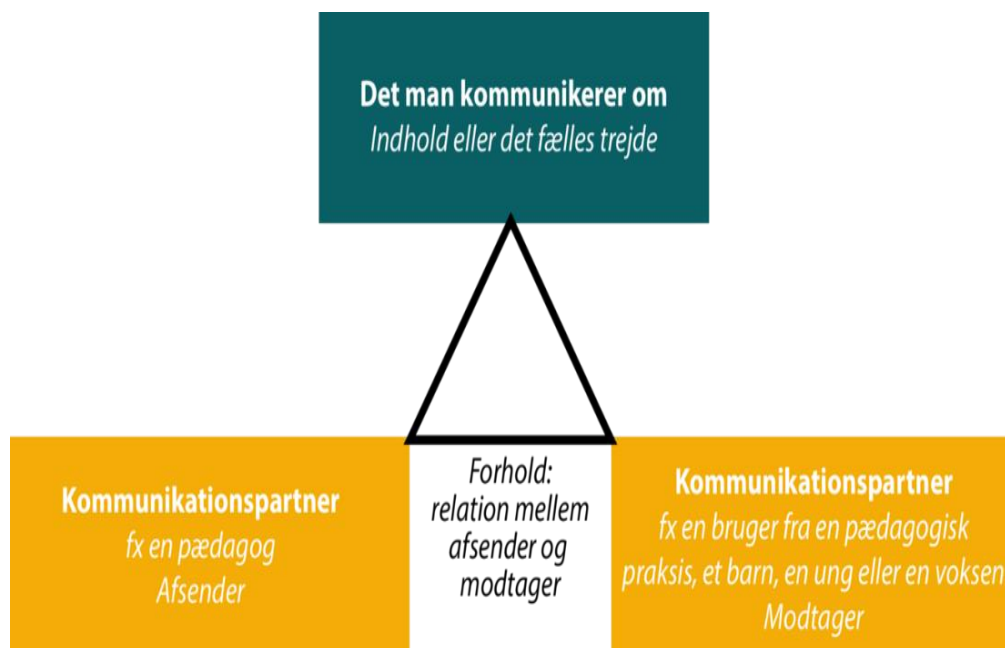 Det man kommunikerer om
Indhold eller det fælles trejde
Kommunikationspartner
fx en pædagog
Afsender
Forhold:
relation mellem
afsender og
modtager
Kommunikationspartner
fx en bruger fra en pædagogisk
praksis, et barn, en ung eller en voksen
Modtager